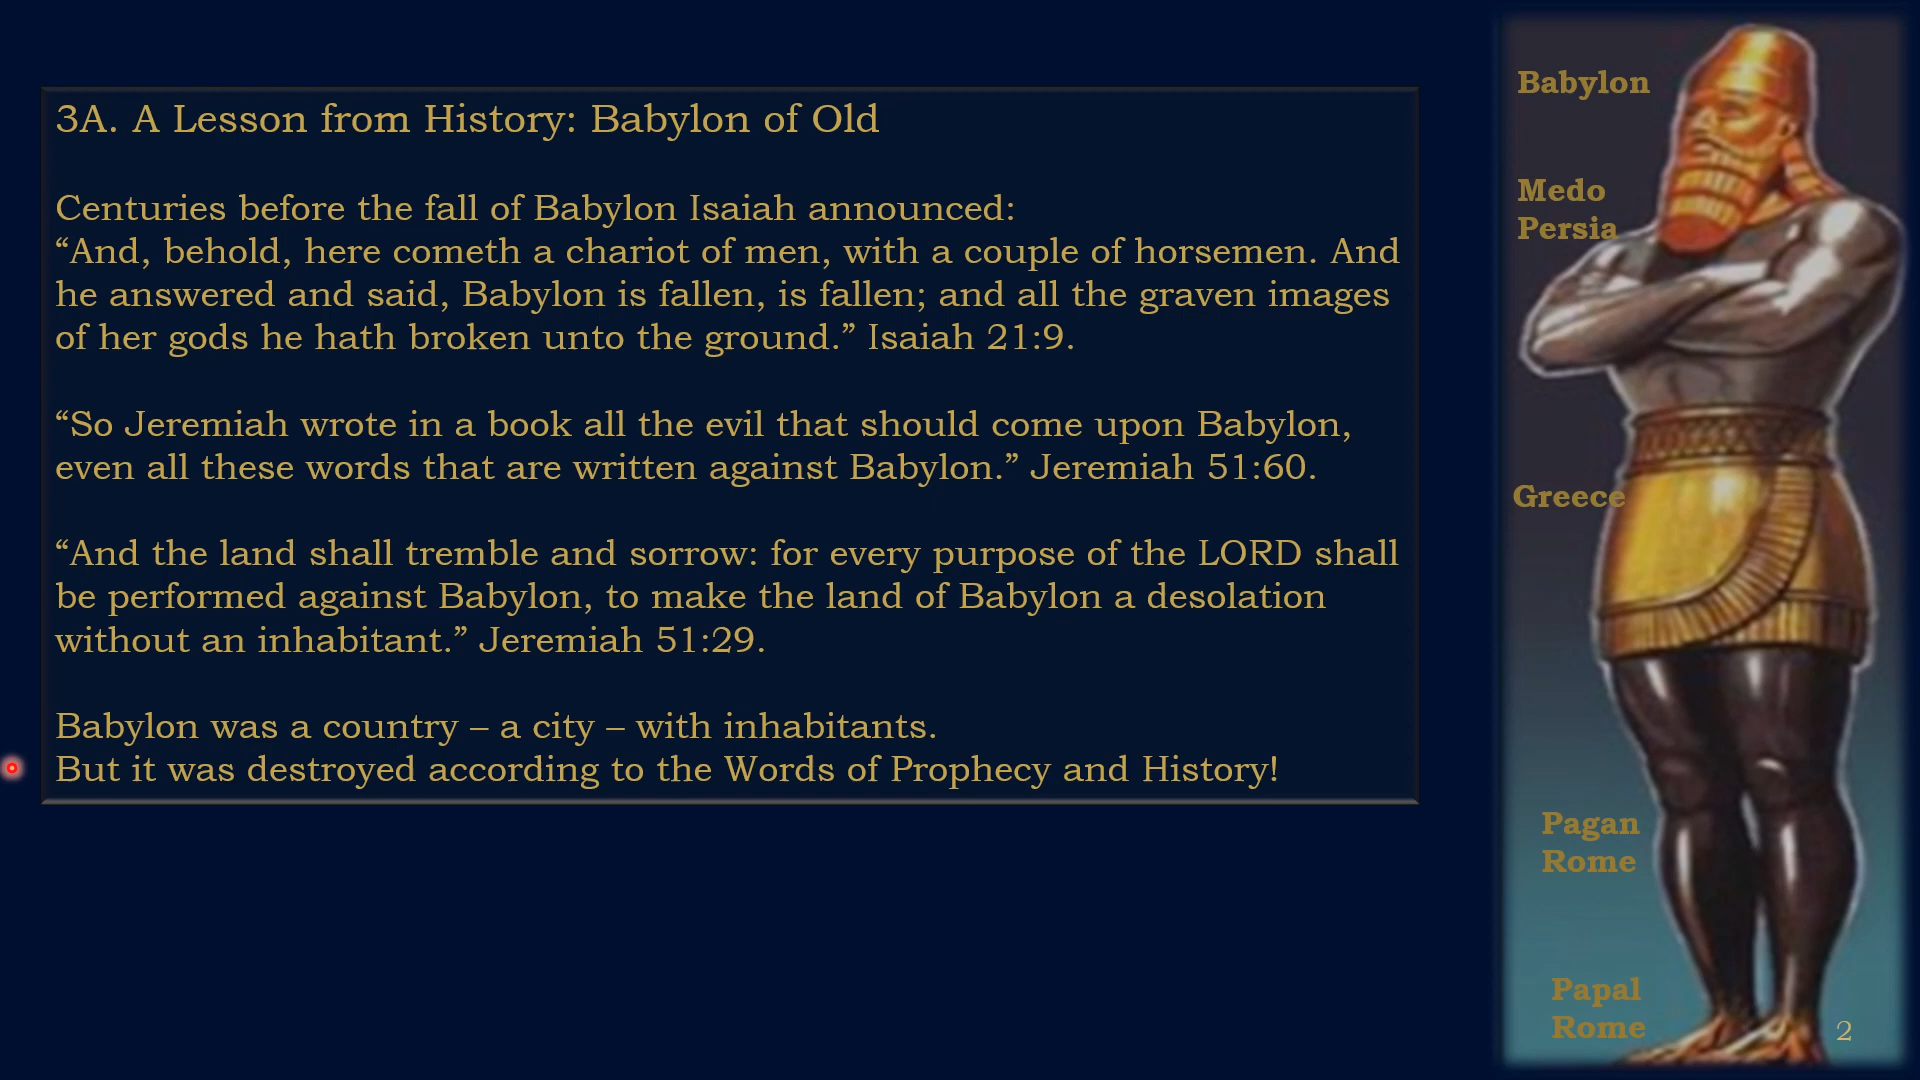 3A. A Lesson from History: Babylon of Old
Centuries before the fall of Babylon Isaiah announced:
“And, behold, here cometh a chariot of men, with a couple of horsemen. And
he answered and said, Babylon is fallen, is fallen; and all the graven images
of her gods he hath broken unto the ground.” Isaiah 21:9.
“So Jeremiah wrote in a book all the evil that should come upon Babylon,
even all these words that are written against Babylon.” Jeremiah 51:60.
“And the land shall tremble and sorrow: for every purpose of the LORD shall
be performed against Babylon, to make the land of Babylon a desolation
without an inhabitant.” Jeremiah 51:29.
Babylon was a country – a city – with inhabitants.
But it was destroyed according to the Words of Prophecy and History!
Babylon
Medo
Persia
Greece
Pagan
Rome
Papal
Rome
2